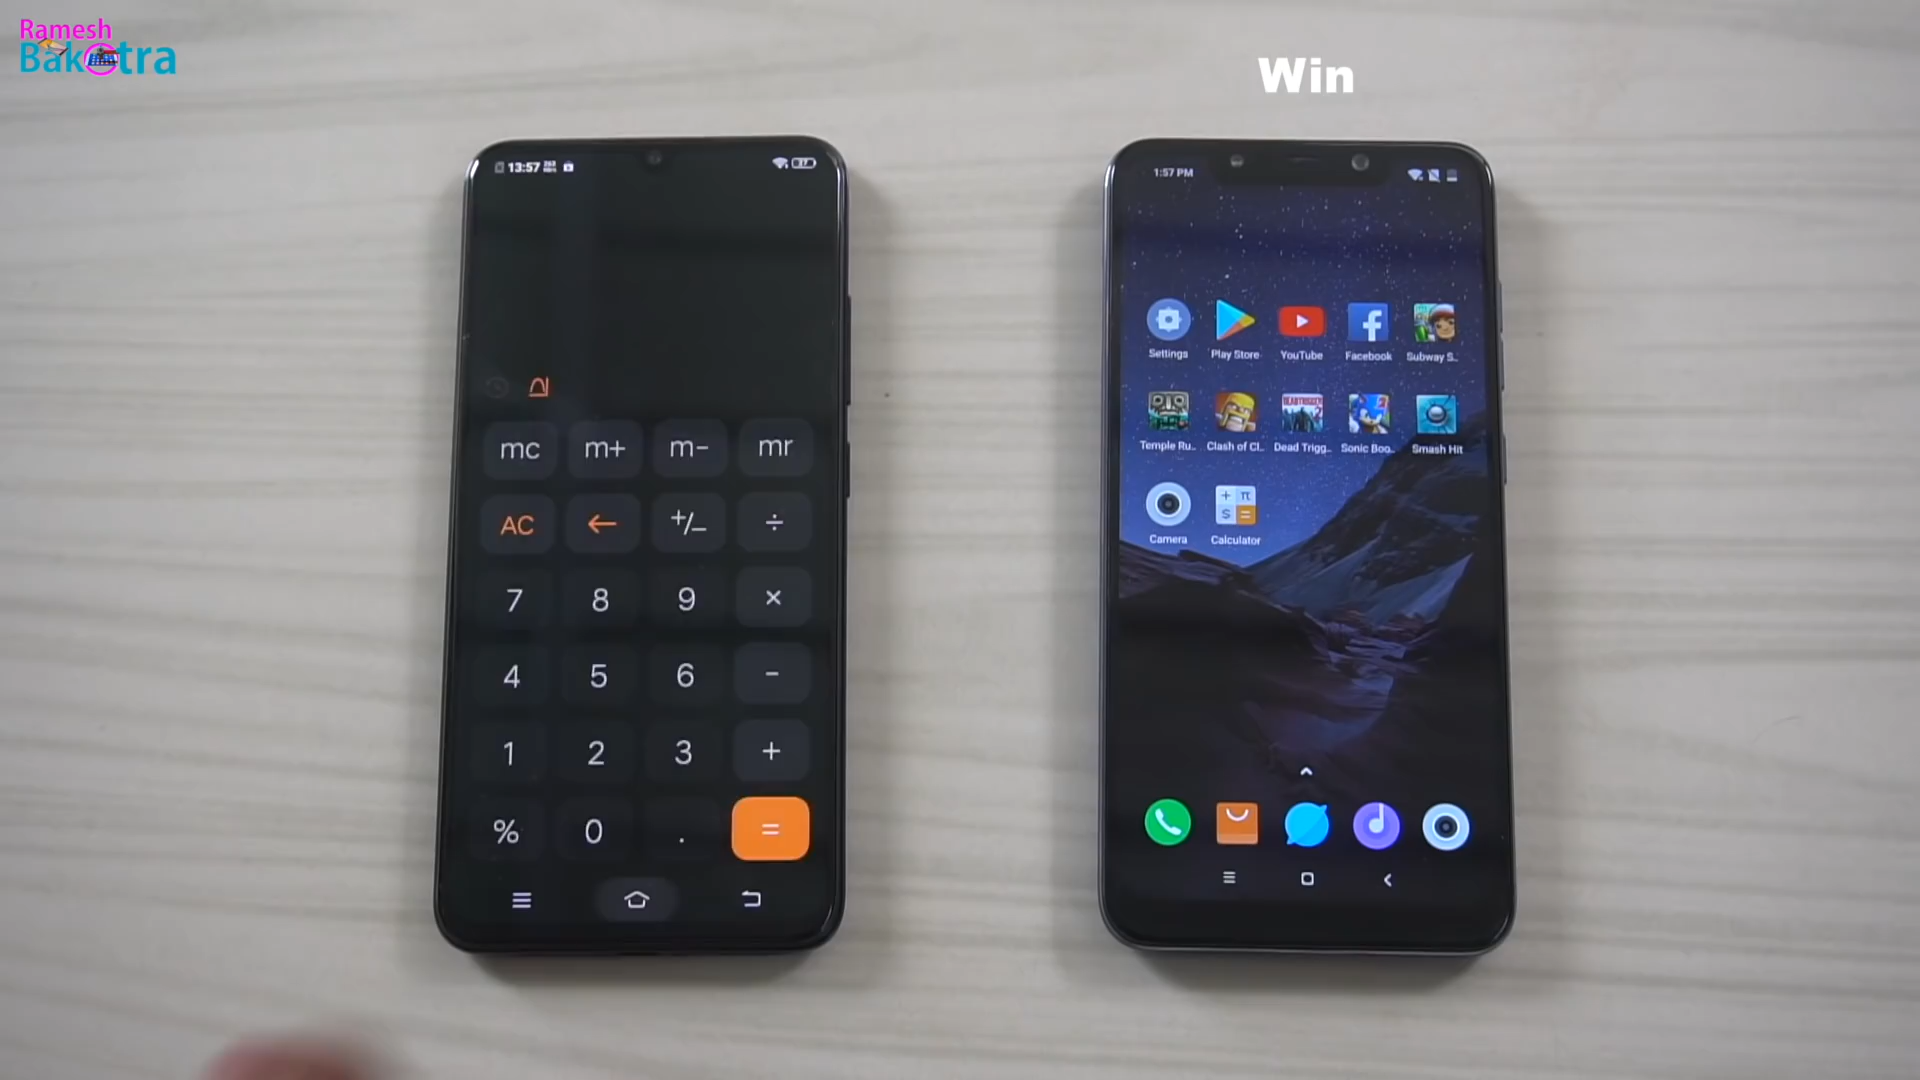 Ramesh
Bakotra
Win
13:57
27
mc m+ m- mr
AC ← +/- ÷
7 8 9 ×
4 5 6 -
1 2 3 +
% 0 . =
1:57 PM
Settings Play Store YouTube Facebook Subway S..
Temple Ru.. Clash of Cl.. Dead Trigg.. Sonic Boo.. Smash Hit
+ π
S =
Camera Calculator